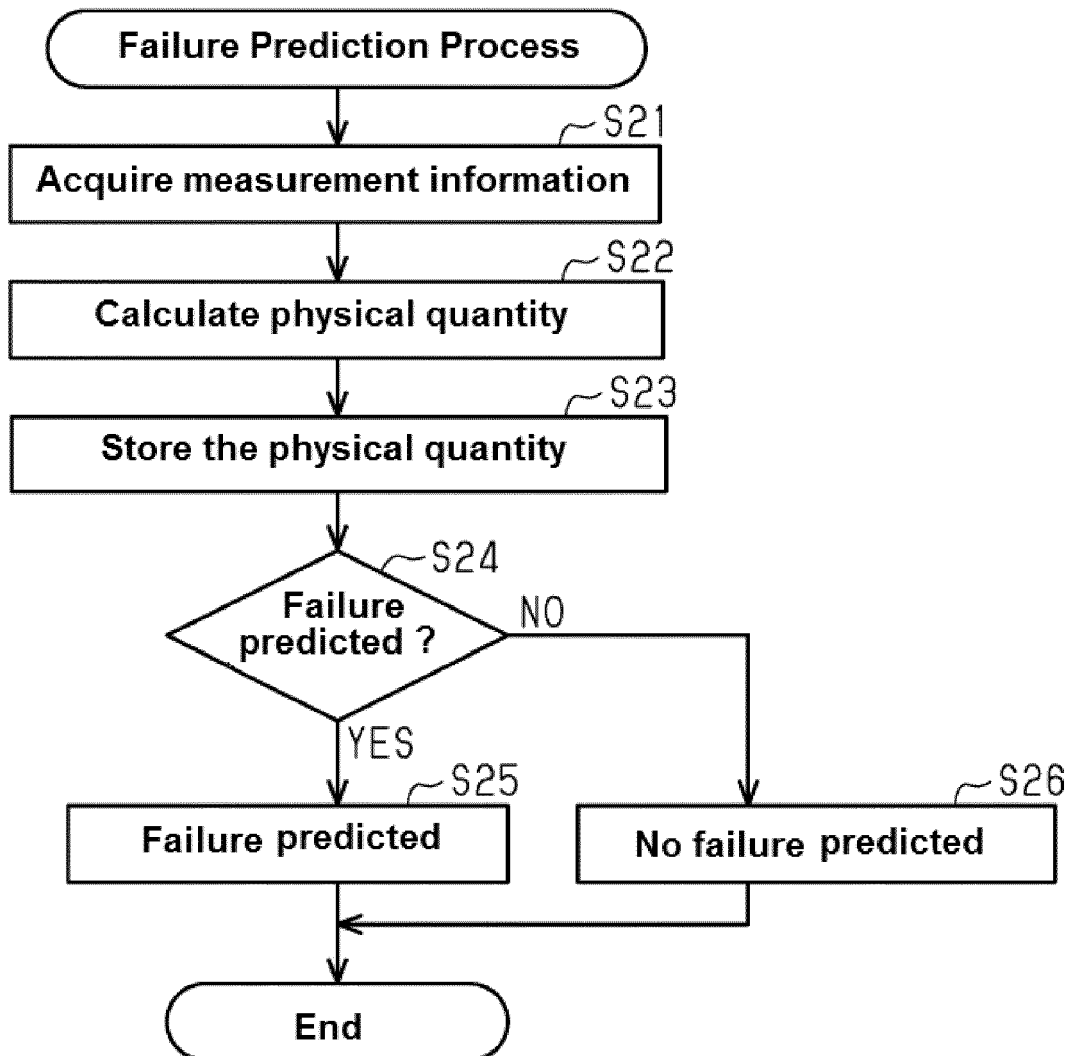 Failure Prediction Process
S21
Acquire measurement information
S22
Calculate physical quantity
S23
Store the physical quantity
S24
Failure
predicted ?
NO
YES
S25
Failure predicted
S26
No failure predicted
End